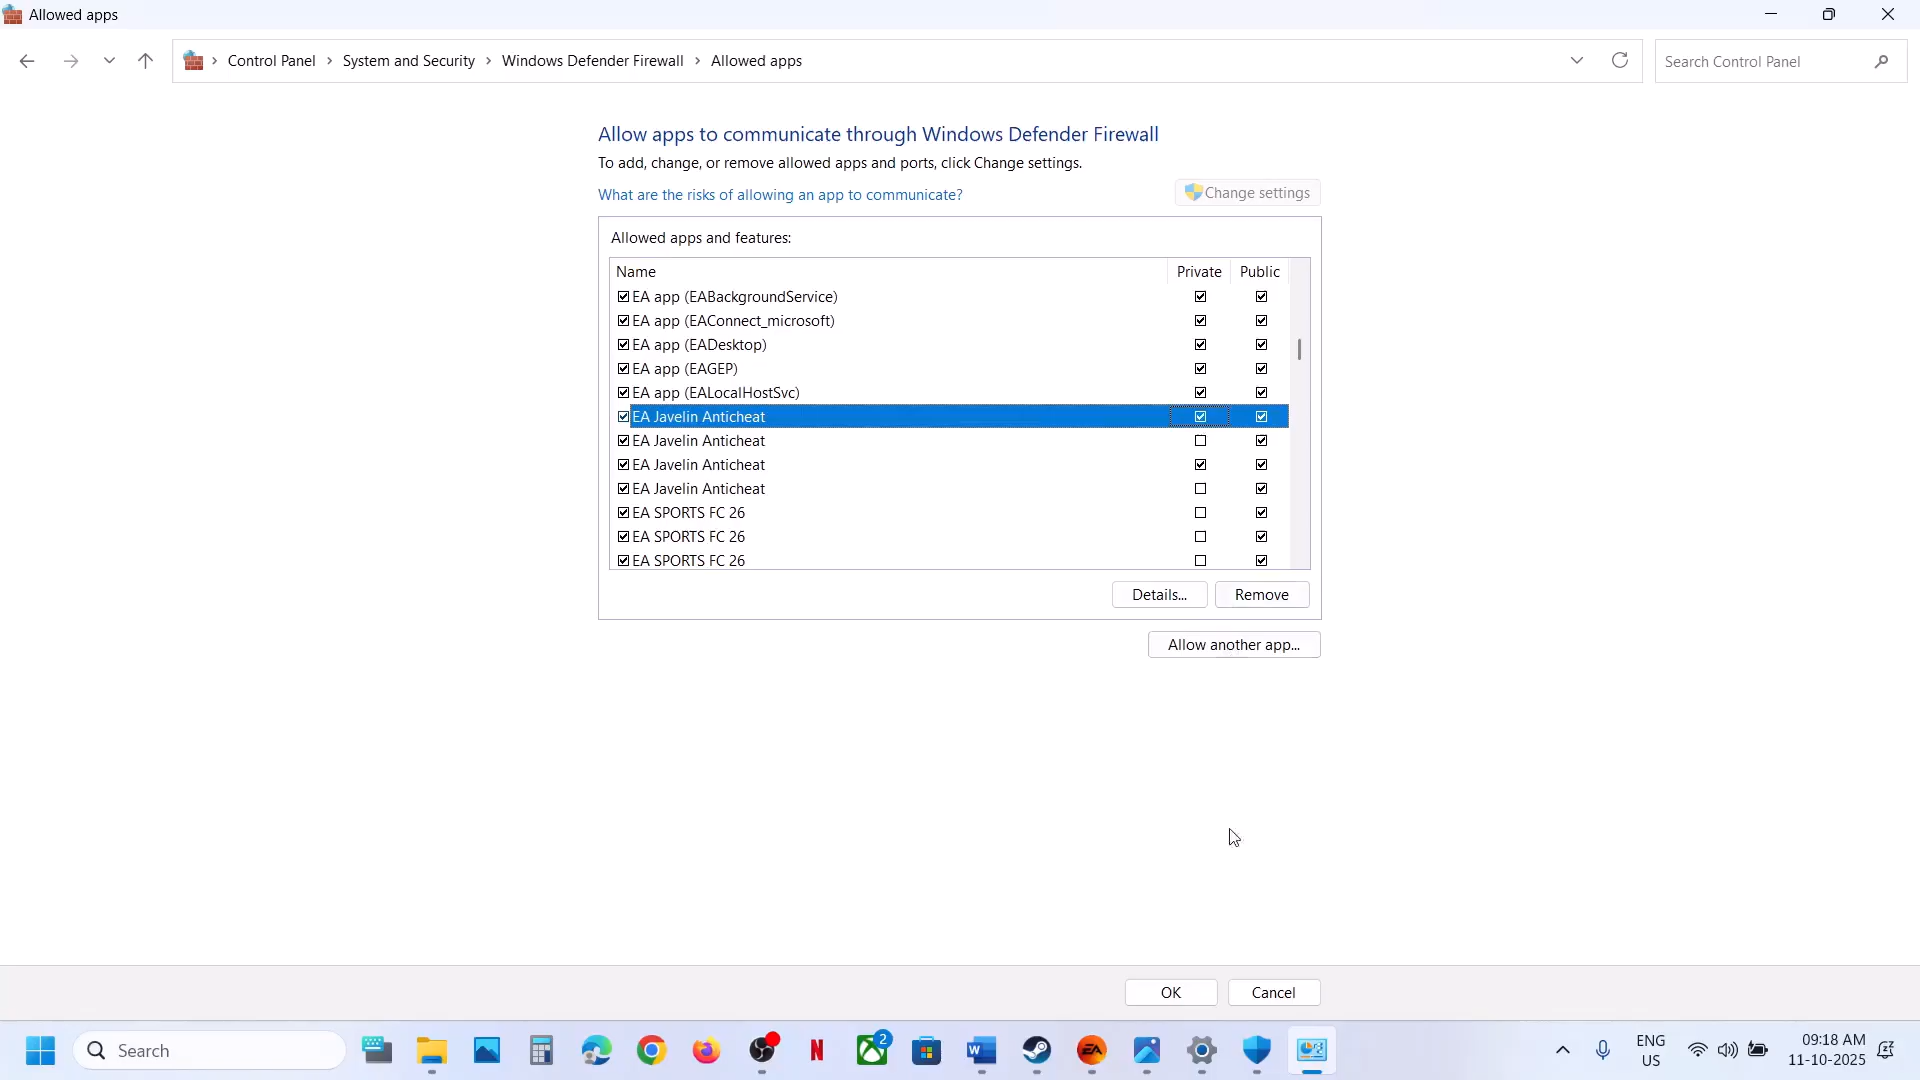 Allowed apps
Control Panel > System and Security > Windows Defender Firewall > Allowed apps
Search Control Panel
Allow apps to communicate through Windows Defender Firewall
To add, change, or remove allowed apps and ports, click Change settings.
What are the risks of allowing an app to communicate?
Change settings
Allowed apps and features:
Name Private Public
EA app (EABackgroundService)
EA app (EAConnect_microsoft)
EA app (EADesktop)
EA app (EAGEP)
EA app (EALocalHostSvc)
EA Javelin Anticheat
EA Javelin Anticheat
EA Javelin Anticheat
EA Javelin Anticheat
EA SPORTS FC 26
EA SPORTS FC 26
EA SPORTS FC 26
Details... Remove
Allow another app...
OK Cancel
Search
N
2
W
EA
ENG
US
09:18 AM
11-10-2025